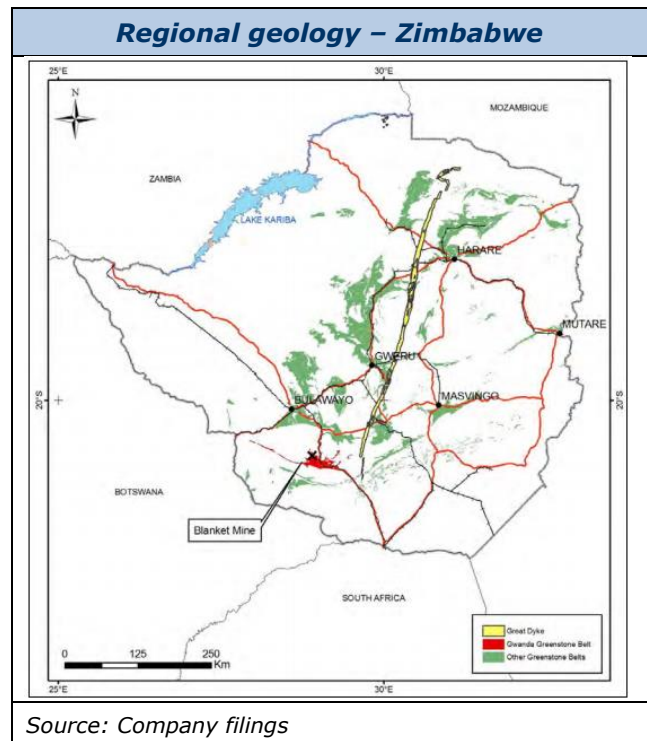 Regional geology – Zimbabwe
25°E
30°E
N
MOZAMBIQUE
ZAMBIA
LAKE KARIBA
HARARE
MUTARE
GWERU
20°S
BULAWAYO
MASVINGO
20°S
BOTSWANA
Blanket Mine
SOUTH AFRICA
Great Dyke
Gwanda Greenstone Belt
Other Greenstone Belts
0 125 250
Km
25°E
30°E
Source: Company filings